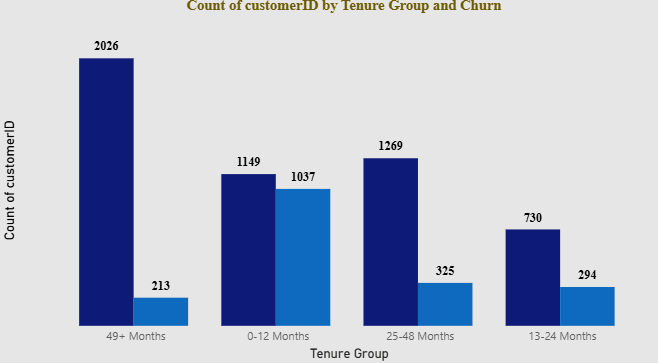 Count of customerID by Tenure Group and Churn
2026
213
1149
1037
1269
325
730
294
Count of customerID
49+ Months
0-12 Months
25-48 Months
13-24 Months
Tenure Group